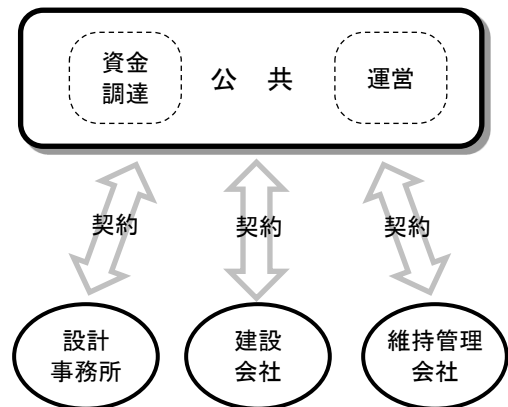 資金
調達
公 共
運営
契約
契約
契約
設計
事務所
建設
会社
維持管理
会社